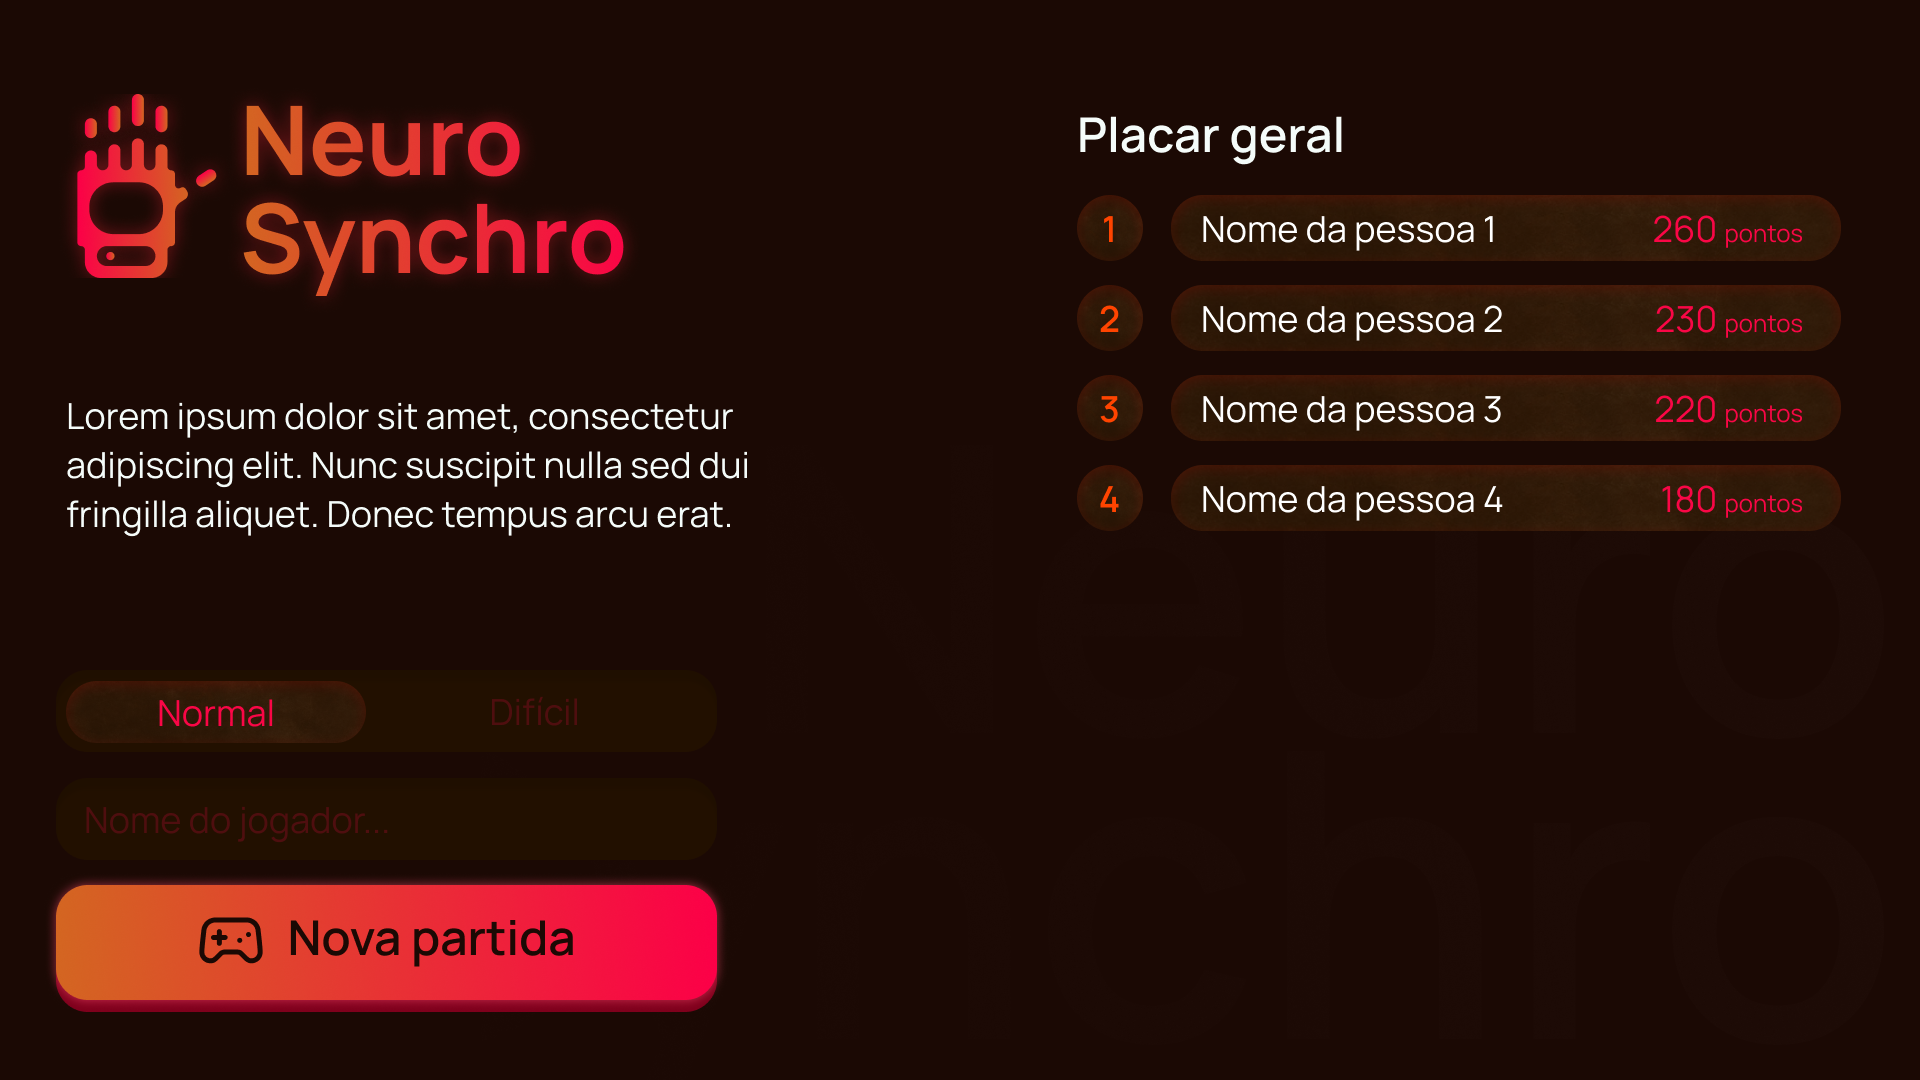 Neuro
Synchro
Lorem ipsum dolor sit amet, consectetur
adipiscing elit. Nunc suscipit nulla sed dui
fringilla aliquet. Donec tempus arcu erat.
Normal Difícil
Nome do jogador...
Nova partida
Placar geral
1 Nome da pessoa 1 260 pontos
2 Nome da pessoa 2 230 pontos
3 Nome da pessoa 3 220 pontos
4 Nome da pessoa 4 180 pontos
Neuro
nchro